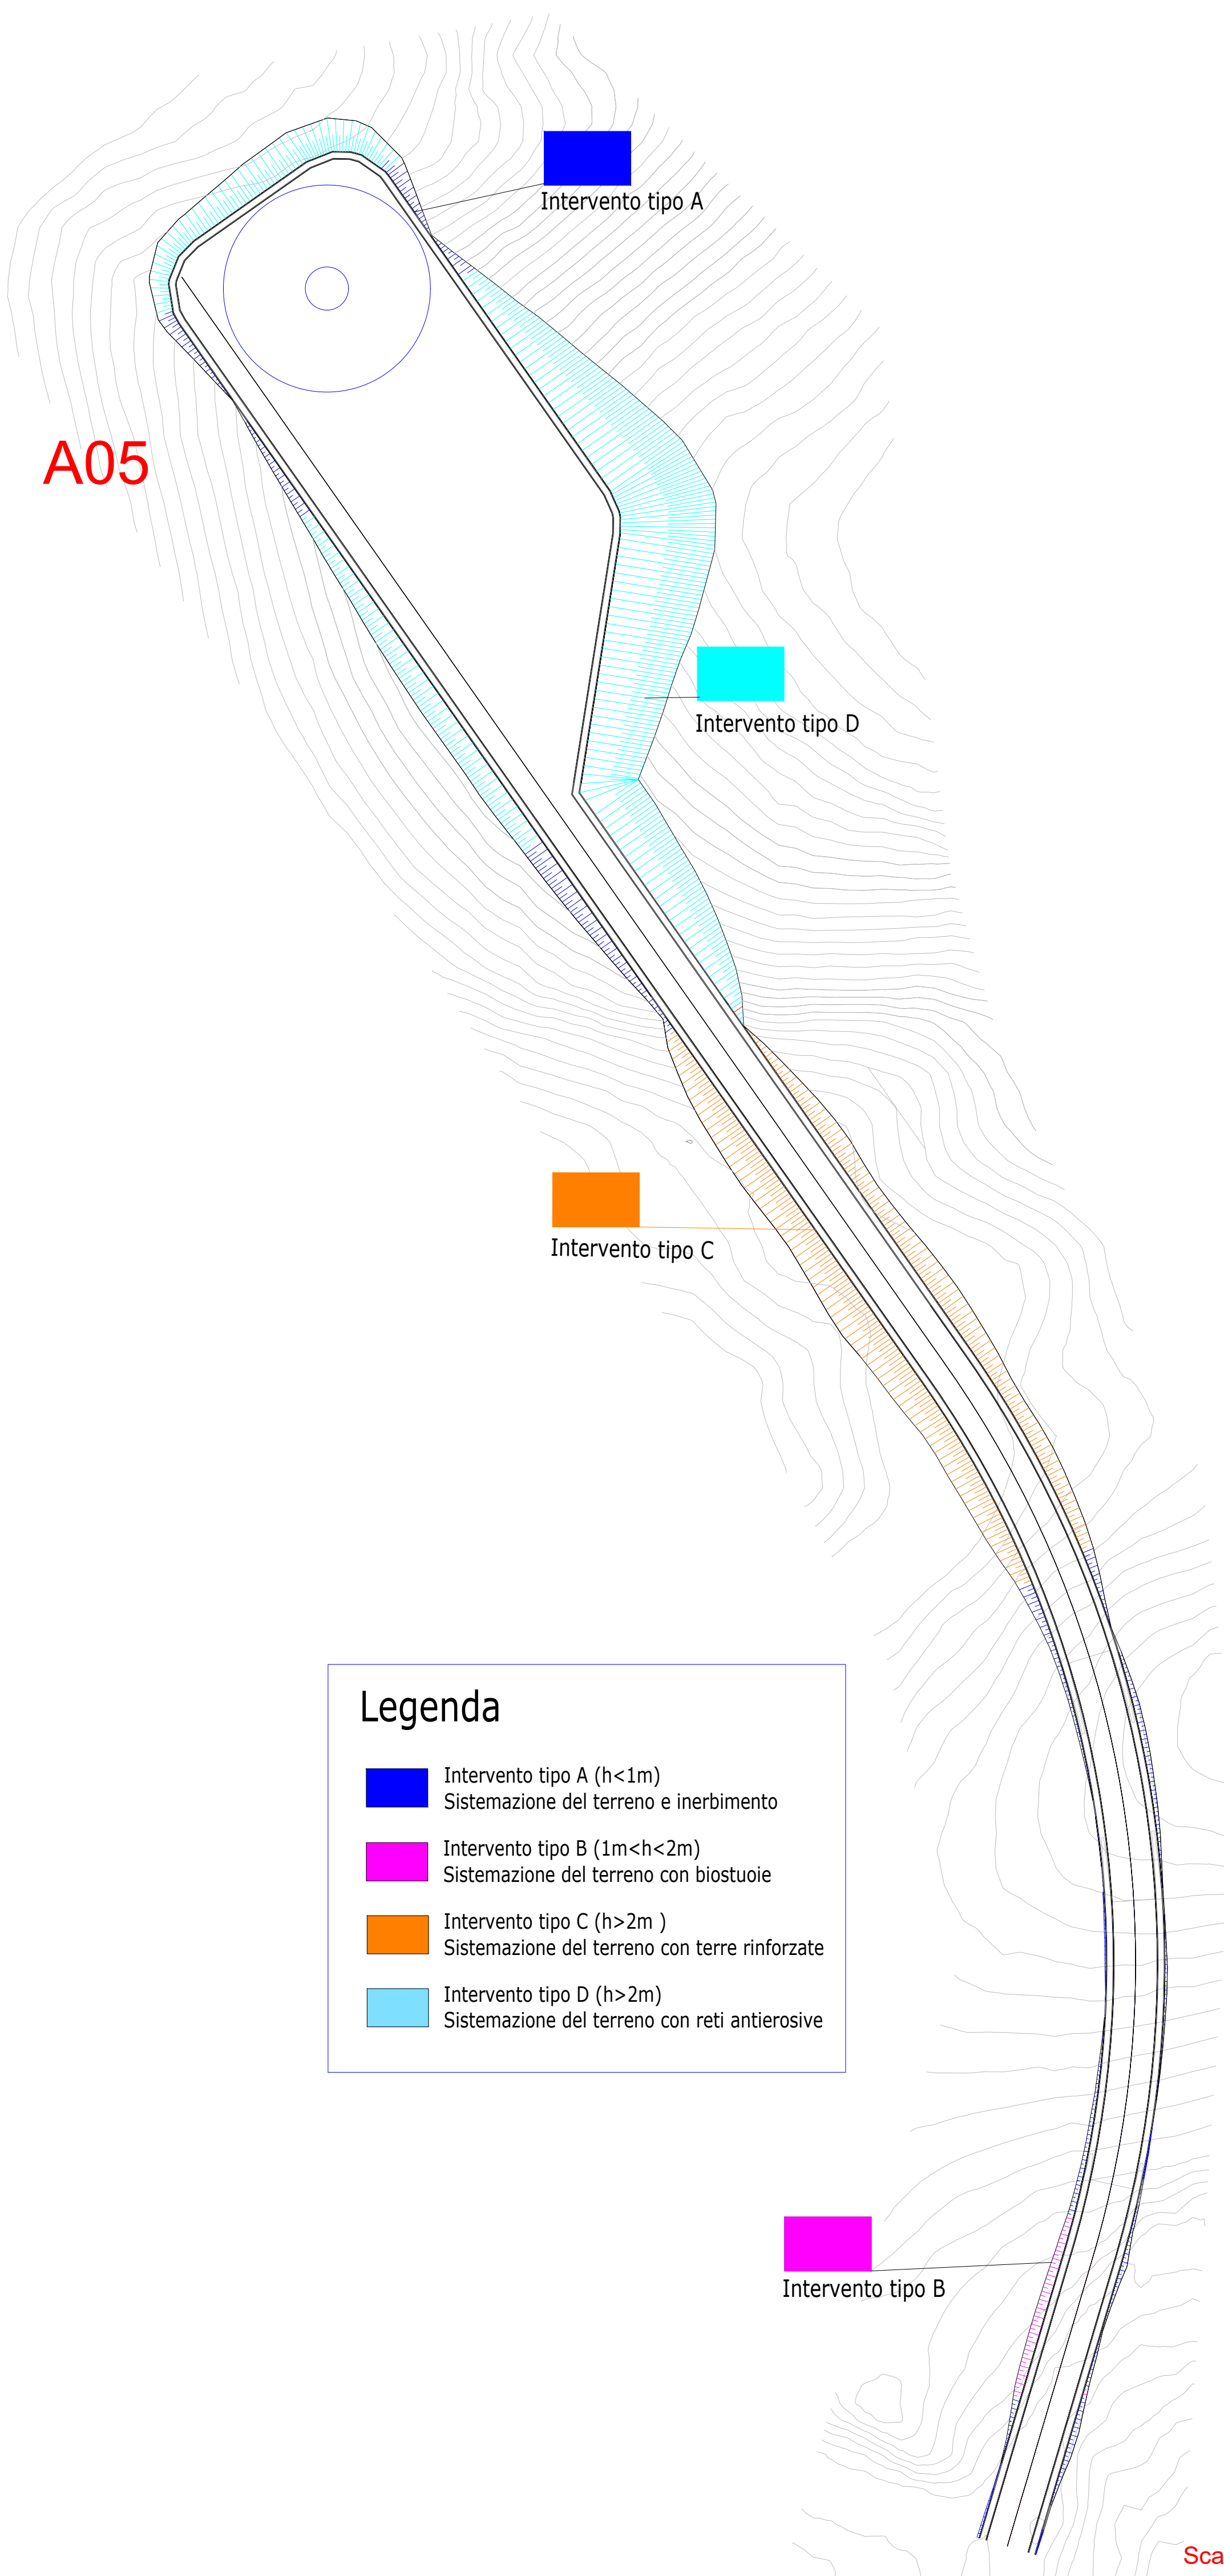 Intervento tipo A
A05
Intervento tipo D
Intervento tipo C
Legenda
Intervento tipo A (h<1m)
Sistemazione del terreno e inerbimento
Intervento tipo B (1m<h<2m)
Sistemazione del terreno con biostuoie
Intervento tipo C (h>2m )
Sistemazione del terreno con terre rinforzate
Intervento tipo D (h>2m)
Sistemazione del terreno con reti antierosive
Intervento tipo B
Sca